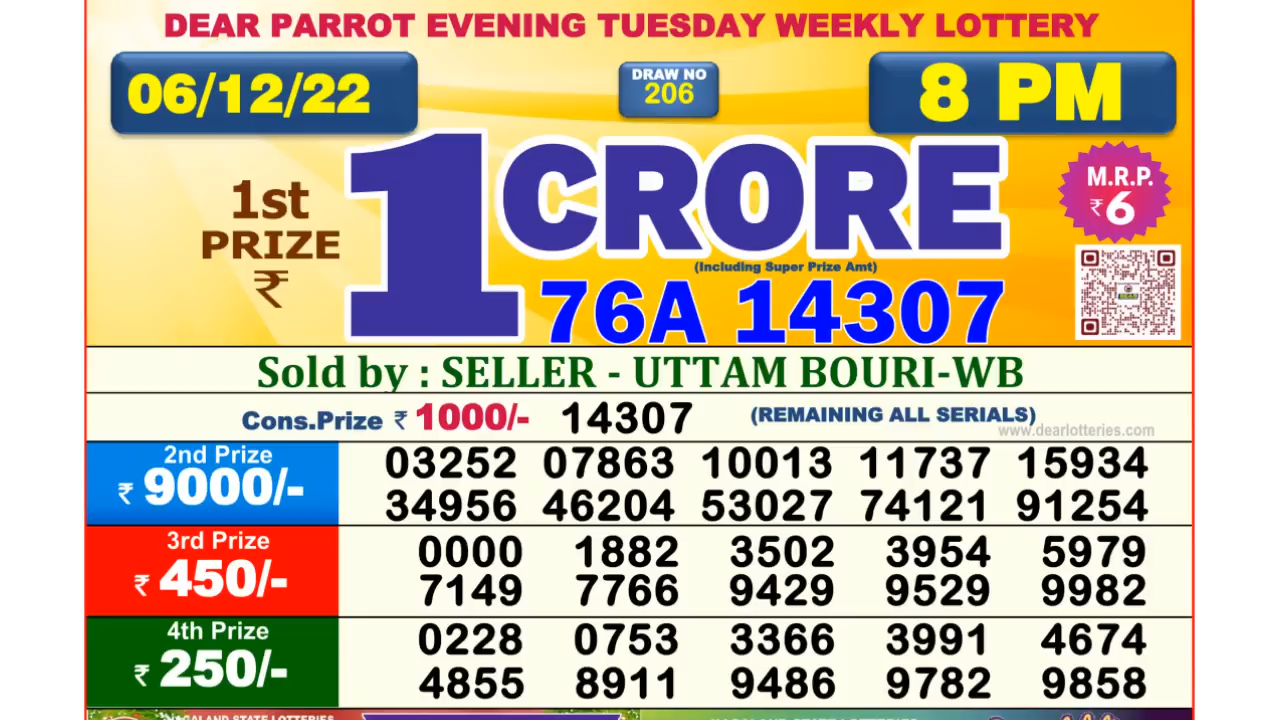 DEAR PARROT EVENING TUESDAY WEEKLY LOTTERY
06/12/22
DRAW NO
206
8 PM
1st
PRIZE
₹
1 CRORE
(Including Super Prize Amt)
76A 14307
M.R.P.
₹6
Sold by : SELLER - UTTAM BOURI-WB
Cons.Prize ₹ 1000/- 14307 (REMAINING ALL SERIALS)
www.dearlotteries.com
2nd Prize
₹ 9000/-
03252 07863 10013 11737 15934
34956 46204 53027 74121 91254
3rd Prize
₹ 450/-
0000 1882 3502 3954 5979
7149 7766 9429 9529 9982
4th Prize
₹ 250/-
0228 0753 3366 3991 4674
4855 8911 9486 9782 9858